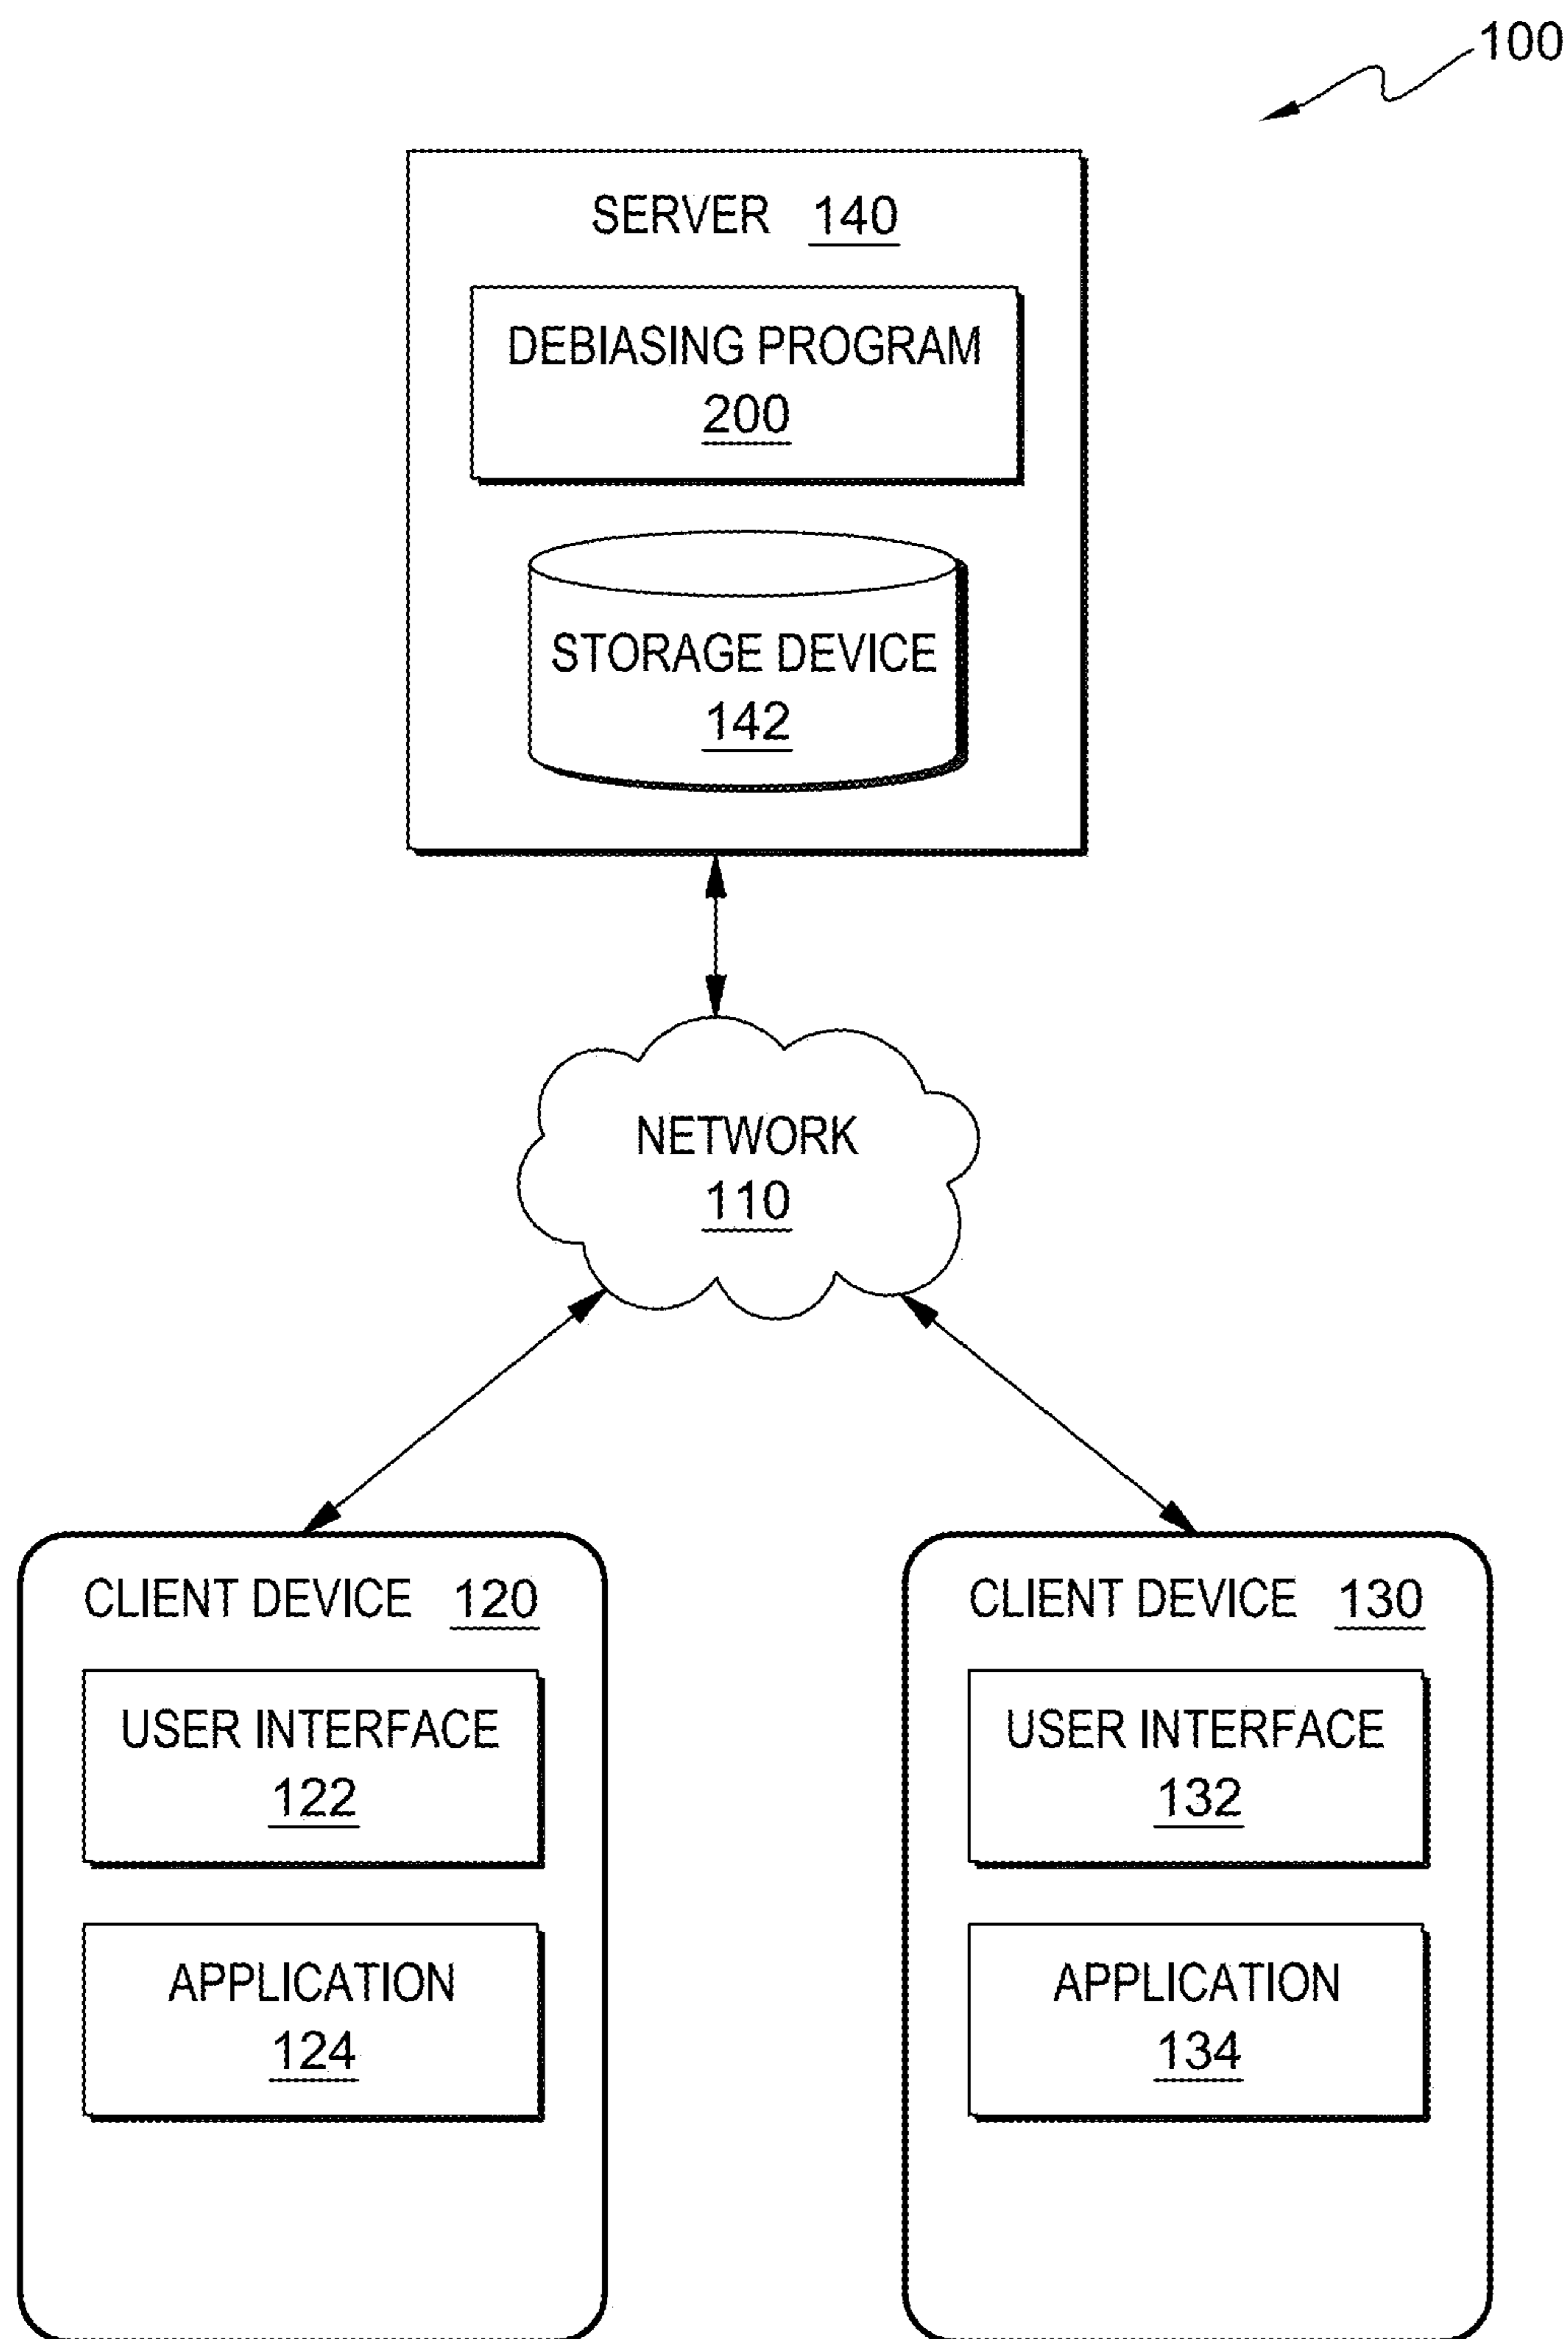 100
SERVER 140
DEBIASING PROGRAM
200
STORAGE DEVICE
142
NETWORK
110
CLIENT DEVICE 120
USER INTERFACE
122
APPLICATION
124
CLIENT DEVICE 130
USER INTERFACE
132
APPLICATION
134